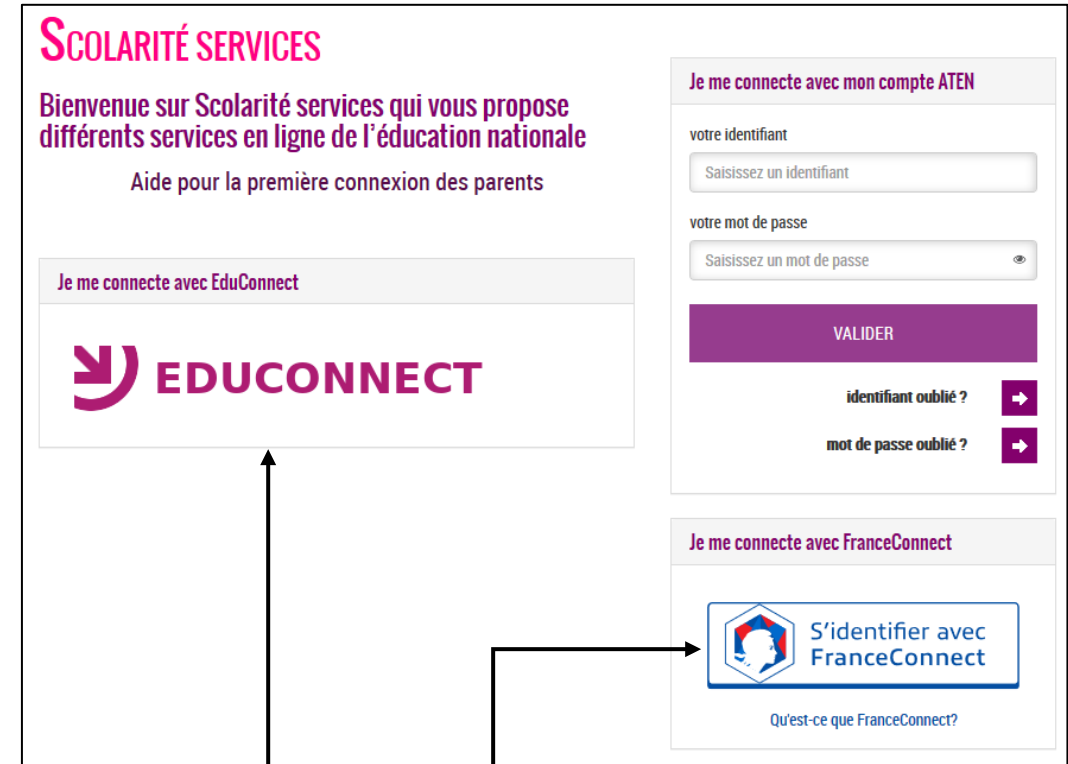 SCOLARITÉ SERVICES
Bienvenue sur Scolarité services qui vous propose
différents services en ligne de l'éducation nationale
Aide pour la première connexion des parents
Je me connecte avec EduConnect
EDUCONNECT
Je me connecte avec mon compte ATEN
votre identifiant
Saisissez un identifiant
votre mot de passe
Saisissez un mot de passe
VALIDER
identifiant oublié ?
mot de passe oublié ?
Je me connecte avec FranceConnect
S'identifier avec
FranceConnect
Qu'est-ce que FranceConnect?